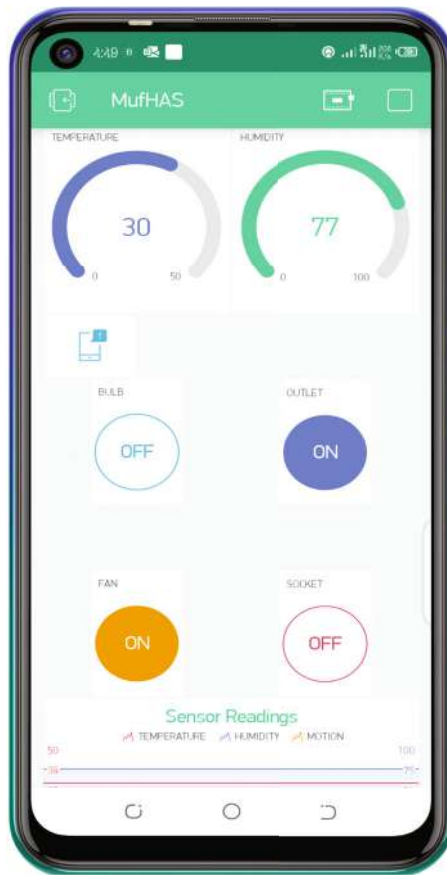 4:49
MufHAS
TEMPERATURE HUMIDITY
30 77
0 50 0 100
BULB OUTLET
OFF ON
FAN SOCKET
ON OFF
Sensor Readings
TEMPERATURE HUMIDITY MOTION
50 100
75